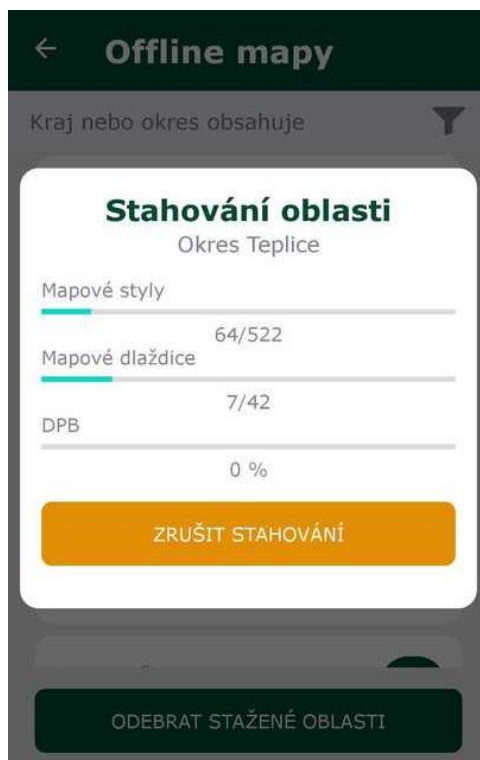 Offline mapy
Kraj nebo okres obsahuje
Stahování oblasti
Okres Teplice
Mapové styly
64/522
Mapové dlaždice
7/42
DPB
0 %
ZRUŠIT STAHOVÁNÍ
ODEBRAT STAŽENÉ OBLASTI